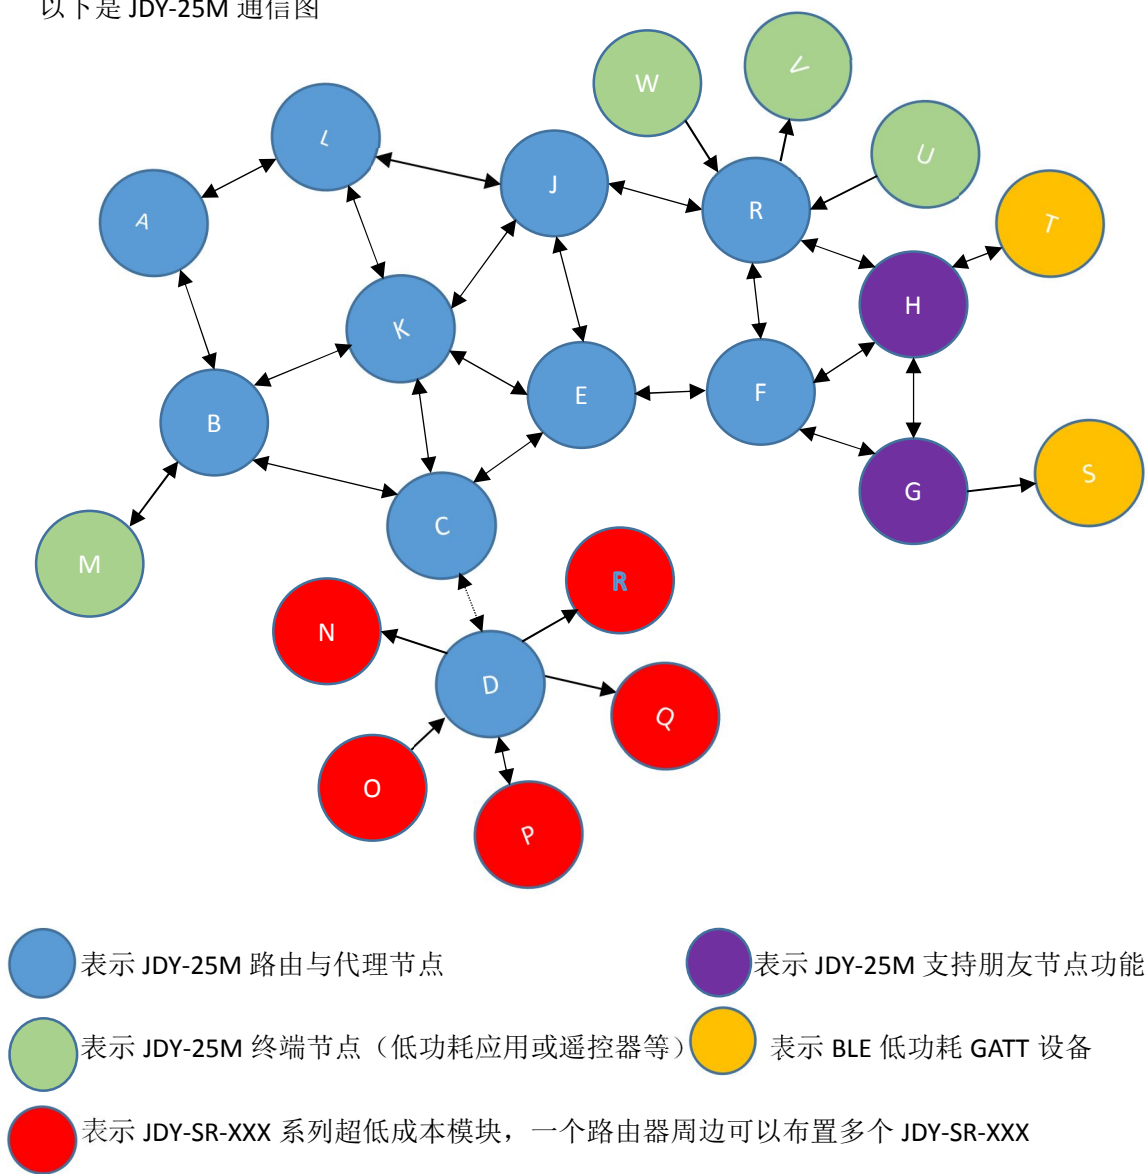 以下是 JDY-25M 通信图
W
V
L
U
J
A
R
T
H
K
E
F
B
G
S
C
M
R
N
D
Q
O
P
表示 JDY-25M 路由与代理节点
表示 JDY-25M 支持朋友节点功能
表示 JDY-25M 终端节点（低功耗应用或遥控器等）
表示 BLE 低功耗 GATT 设备
表示 JDY-SR-XXX 系列超低成本模块，一个路由器周边可以布置多个 JDY-SR-XXX